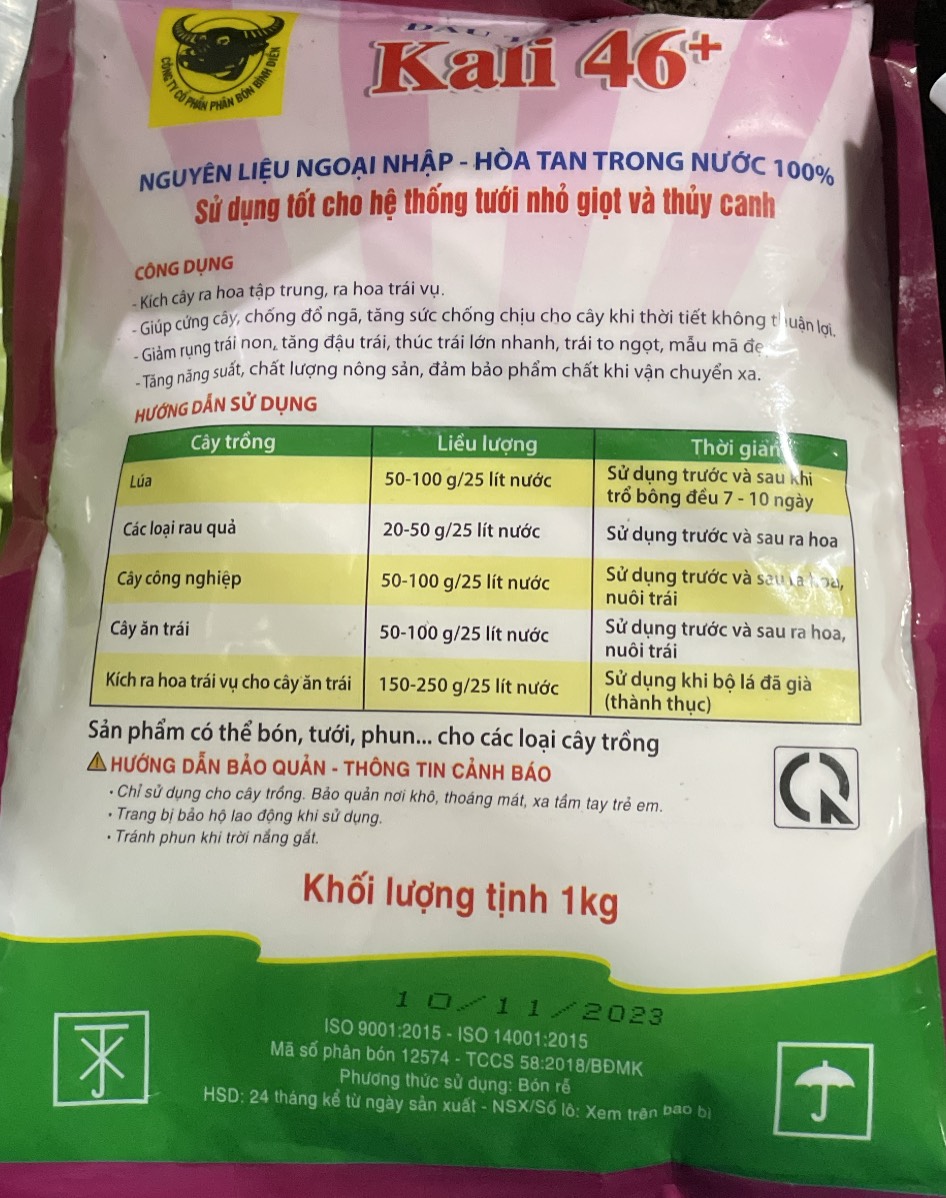 CÔNG TY CỔ PHẦN PHÂN BÓN BÌNH ĐIỀN
Kali 46+
NGUYÊN LIỆU NGOẠI NHẬP - HÒA TAN TRONG NƯỚC 100%
Sử dụng tốt cho hệ thống tưới nhỏ giọt và thủy canh
CÔNG DỤNG
- Kích cây ra hoa tập trung, ra hoa trái vụ.
- Giúp cứng cây, chống đổ ngã, tăng sức chống chịu cho cây khi thời tiết không thuận lợi.
- Giảm rụng trái non, tăng đậu trái, thúc trái lớn nhanh, trái to ngọt, mẫu mã đẹ
- Tăng năng suất, chất lượng nông sản, đảm bảo phẩm chất khi vận chuyển xa.
HƯỚNG DẪN SỬ DỤNG
Cây trồng Liều lượng Thời gian
Lúa 50-100 g/25 lít nước Sử dụng trước và sau khi
trổ bông đều 7 - 10 ngày
Các loại rau quả 20-50 g/25 lít nước Sử dụng trước và sau ra hoa
Cây công nghiệp 50-100 g/25 lít nước Sử dụng trước và sau ra hoa,
nuôi trái
Cây ăn trái 50-100 g/25 lít nước Sử dụng trước và sau ra hoa,
nuôi trái
Kích ra hoa trái vụ cho cây ăn trái 150-250 g/25 lít nước Sử dụng khi bộ lá đã già
(thành thục)
Sản phẩm có thể bón, tưới, phun... cho các loại cây trồng
HƯỚNG DẪN BẢO QUẢN - THÔNG TIN CẢNH BÁO
• Chỉ sử dụng cho cây trồng. Bảo quản nơi khô, thoáng mát, xa tầm tay trẻ em.
• Trang bị bảo hộ lao động khi sử dụng.
• Tránh phun khi trời nắng gắt.
Khối lượng tịnh 1kg
10/11/2023
ISO 9001:2015 - ISO 14001:2015
Mã số phân bón 12574 - TCCS 58:2018/BĐMK
Phương thức sử dụng: Bón rễ
HSD: 24 tháng kể từ ngày sản xuất - NSX/Số lô: Xem trên bao bì